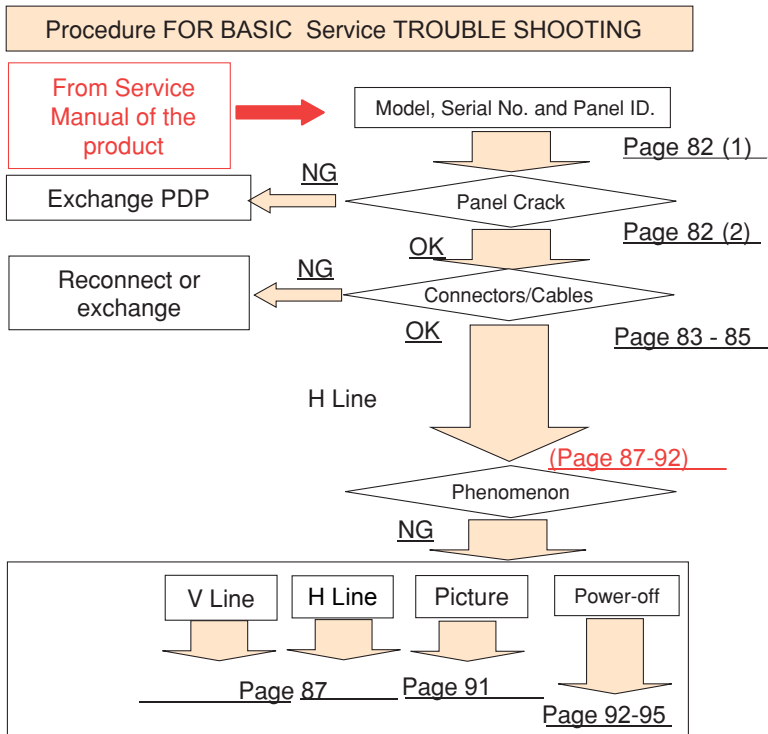 Procedure FOR BASIC Service TROUBLE SHOOTING
From Service
Manual of the
product
Model, Serial No. and Panel ID.
Page 82 (1)
NG
Exchange PDP
Panel Crack
Page 82 (2)
OK
NG
Reconnect or
exchange
Connectors/Cables
OK
Page 83 - 85
H Line
(Page 87-92)
Phenomenon
NG
V Line
H Line
Picture
Power-off
Page 87
Page 91
Page 92-95